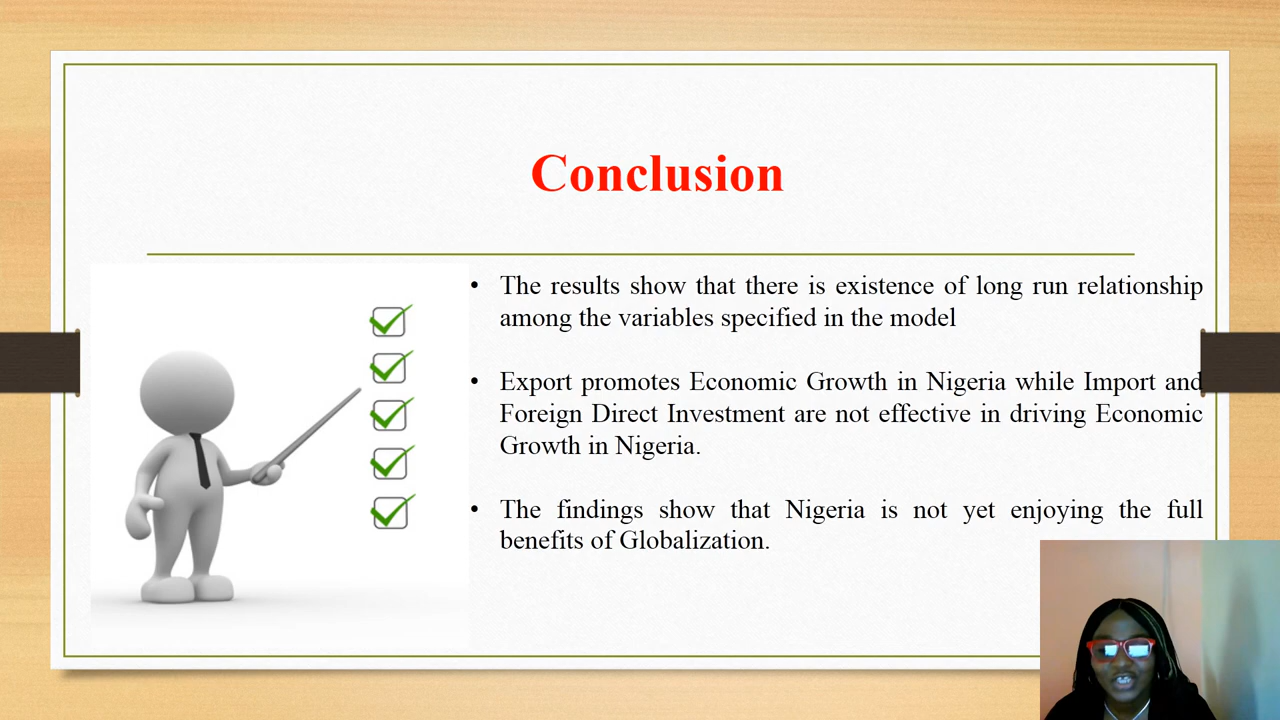 Conclusion
• The results show that there is existence of long run relationship
among the variables specified in the model
• Export promotes Economic Growth in Nigeria while Import and
Foreign Direct Investment are not effective in driving Economic
Growth in Nigeria.
• The findings show that Nigeria is not yet enjoying the full
benefits of Globalization.